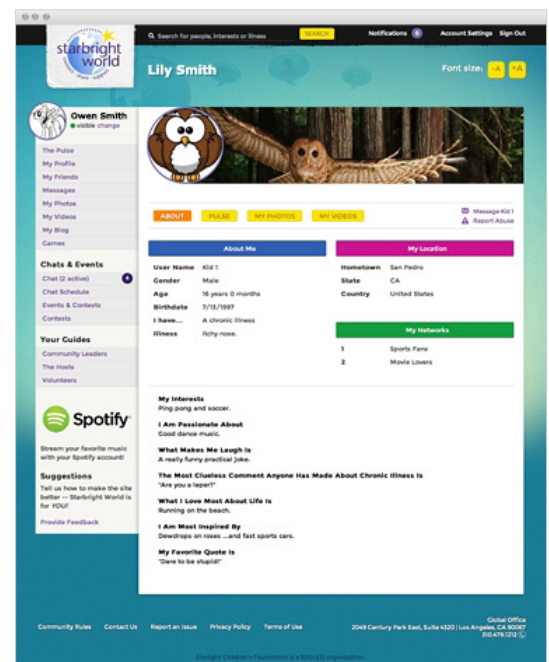 starbright
world
chat · share · support
Search for people, interests or illness
SEARCH
Notifications 6
Account Settings
Sign Out
Lily Smith
Font size: -A +A
Owen Smith
visible change
The Pulse
My Profile
My Friends
Messages
My Photos
My Videos
My Blog
Games
Chats & Events
Chat (2 active) 4
Chat Schedule
Events & Contests
Contests
Your Guides
Community Leaders
The Hosts
Volunteers
Spotify
Stream your favorite music
with your Spotify account!
Suggestions
Tell us how to make the site
better -- Starbright World is
for YOU!
Provide Feedback
ABOUT
PULSE
MY PHOTOS
MY VIDEOS
Message Kid 1
Report Abuse
About Me
User Name Kid 1
Gender Male
Age 16 years 0 months
Birthdate 7/13/1997
I have... A chronic illness
Illness Itchy nose.
My Location
Hometown San Pedro
State CA
Country United States
My Networks
1 Sports Fans
2 Movie Lovers
My Interests
Ping pong and soccer.
I Am Passionate About
Good dance music.
What Makes Me Laugh Is
A really funny practical joke.
The Most Clueless Comment Anyone Has Made About Chronic Illness Is
"Are you a leper?"
What I Love Most About Life Is
Running on the beach.
I Am Most Inspired By
Dewdrops on roses ...and fast sports cars.
My Favorite Quote Is
"Dare to be stupid!"
Community Rules
Contact Us
Report an Issue
Privacy Policy
Terms of Use
Global Office
2049 Century Park East, Suite 4320 | Los Angeles, CA 90067
310.479.1212
Starlight Children's Foundation is a 501(c)(3) organization.